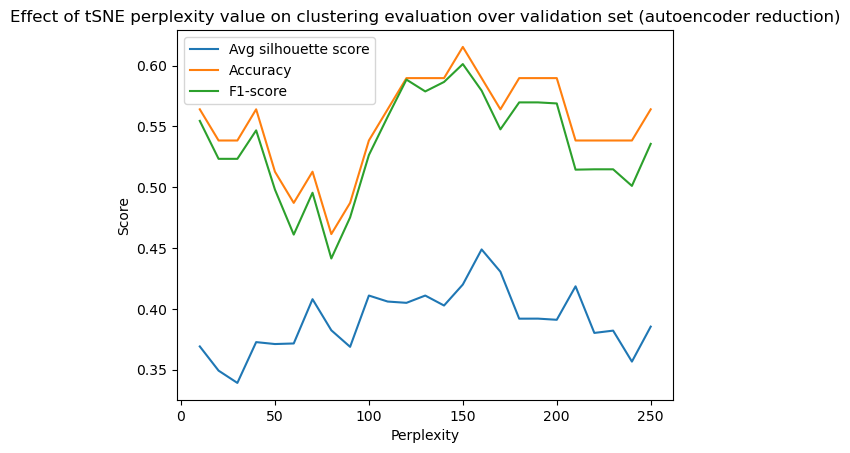 Effect of tSNE perplexity value on clustering evaluation over validation set (autoencoder reduction)
Avg silhouette score
Accuracy
F1-score
0.60
0.55
0.50
0.45
0.40
0.35
Score
0
50
100
150
200
250
Perplexity